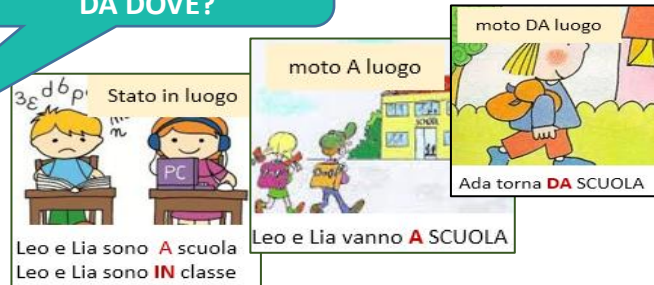 DA DOVE?
Stato in luogo
PC
Leo e Lia sono A scuola
Leo e Lia sono IN classe
moto A luogo
SCHOOL
Leo e Lia vanno A SCUOLA
moto DA luogo
Ada torna DA SCUOLA